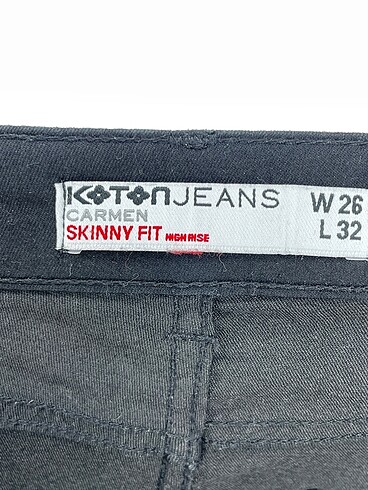 KOTONJEANS W 26
CARMEN L 32
SKINNY FIT HIGH RISE